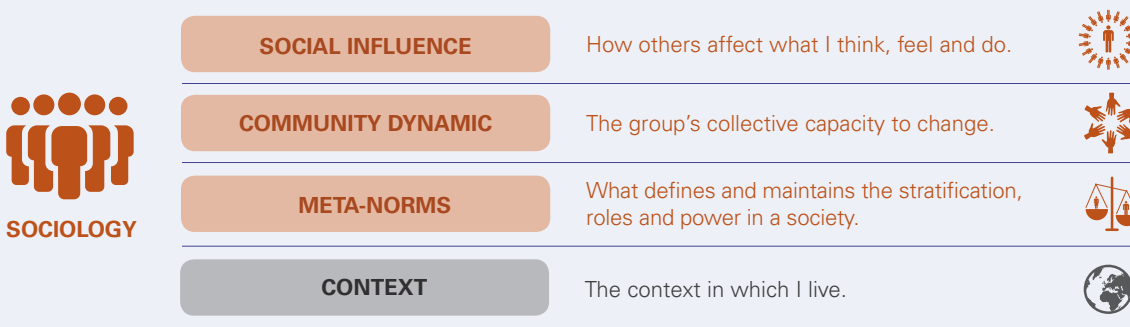 SOCIAL INFLUENCE
How others affect what I think, feel and do.
COMMUNITY DYNAMIC
The group’s collective capacity to change.
META-NORMS
What defines and maintains the stratification,
roles and power in a society.
SOCIOLOGY
CONTEXT
The context in which I live.